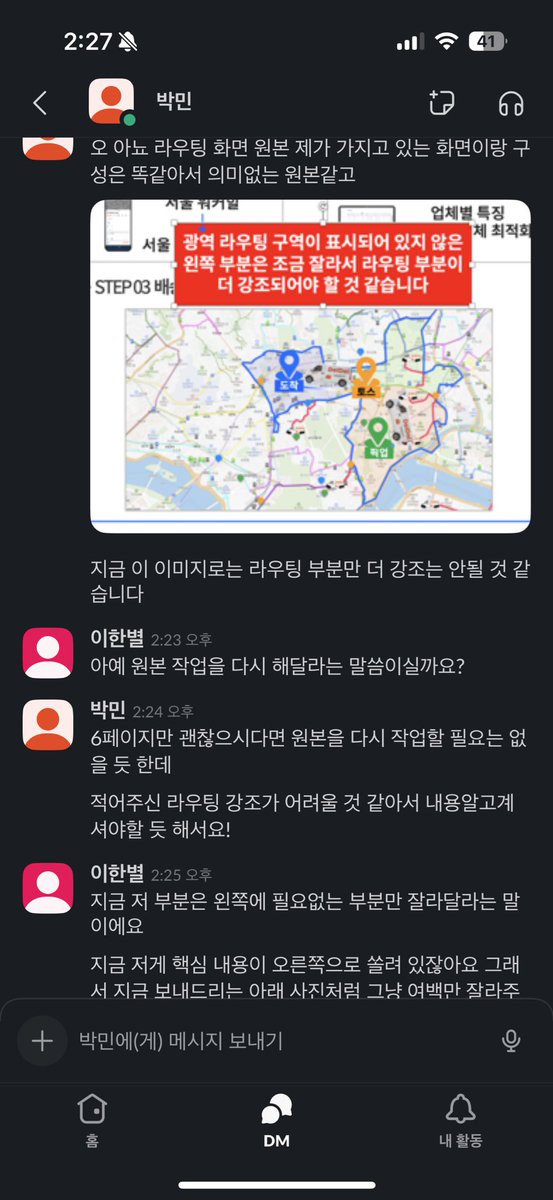 2:27
41
박민
오 아뇨 라우팅 화면 원본 제가 가지고 있는 화면이랑 구
성은 똑같아서 의미없는 원본같고
서울 워커일
업체별 특징
서울
체 최적화
광역 라우팅 구역이 표시되어 있지 않은
왼쪽 부분은 조금 잘라서 라우팅 부분이
더 강조되어야 할 것 같습니다
STEP 03 배송
도착
토스
픽업
지금 이 이미지로는 라우팅 부분만 더 강조는 안될 것 같
습니다
이한별 2:23 오후
아예 원본 작업을 다시 해달라는 말씀이실까요?
박민 2:24 오후
6페이지만 괜찮으시다면 원본을 다시 작업할 필요는 없
을 듯 한데
적어주신 라우팅 강조가 어려울 것 같아서 내용알고계
셔야할 듯 해서요!
이한별 2:25 오후
지금 저 부분은 왼쪽에 필요없는 부분만 잘라달라는 말
이에요
지금 저게 핵심 내용이 오른쪽으로 쏠려 있잖아요 그래
서 지금 보내드리는 아래 사진처럼 그냥 여백만 잘라주
박민에(게) 메시지 보내기
홈
DM
내 활동